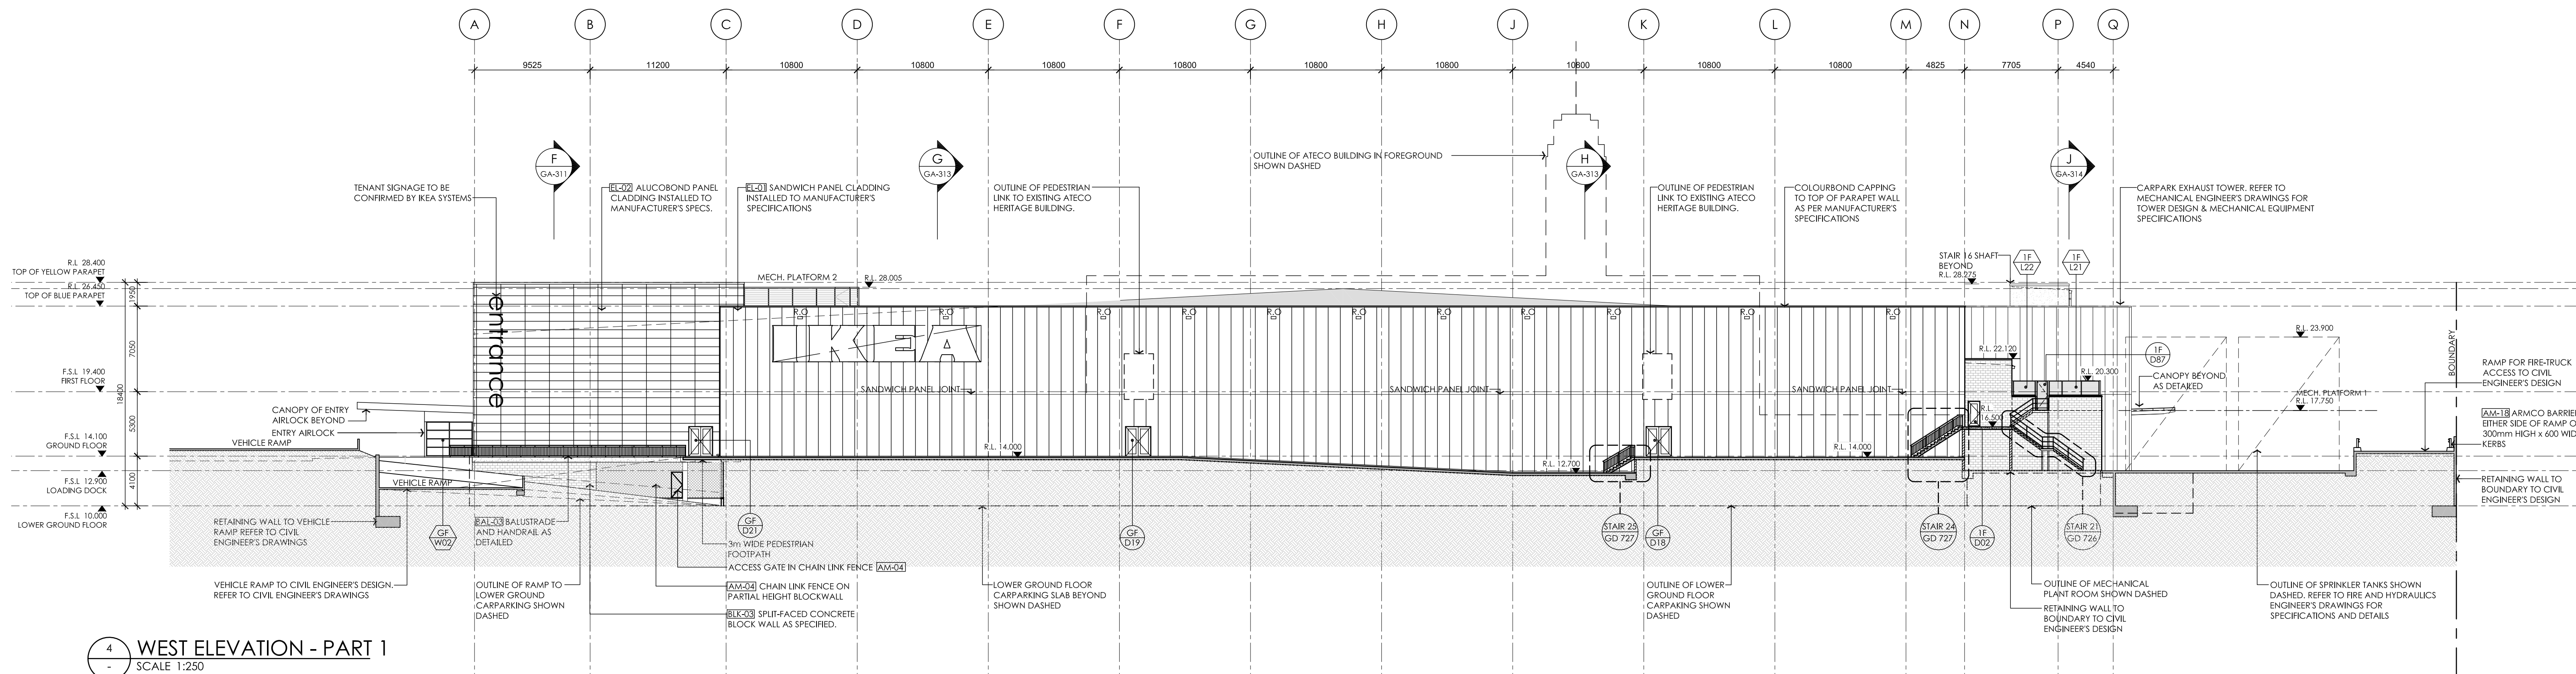 A B C D E F G H J K L M N P Q
9525 11200 10800 10800 10800 10800 10800 10800 10800 10800 10800 4825 7705 4540
F
GA-311
G
GA-313
H
GA-313
J
GA-314
OUTLINE OF ATECO BUILDING IN FOREGROUND
SHOWN DASHED
TENANT SIGNAGE TO BE
CONFIRMED BY IKEA SYSTEMS
EL-02 ALUCOBOND PANEL
CLADDING INSTALLED TO
MANUFACTURER'S SPECS.
EL-01 SANDWICH PANEL CLADDING
INSTALLED TO MANUFACTURER'S
SPECIFICATIONS
OUTLINE OF PEDESTRIAN
LINK TO EXISTING ATECO
HERITAGE BUILDING.
OUTLINE OF PEDESTRIAN
LINK TO EXISTING ATECO
HERITAGE BUILDING.
COLOURBOND CAPPING
TO TOP OF PARAPET WALL
AS PER MANUFACTURER'S
SPECIFICATIONS
CARPARK EXHAUST TOWER. REFER TO
MECHANICAL ENGINEER'S DRAWINGS FOR
TOWER DESIGN & MECHANICAL EQUIPMENT
SPECIFICATIONS
STAIR 16 SHAFT
BEYOND
R.L. 28.275
1F
L22
1F
L21
R.L 28.400
TOP OF YELLOW PARAPET
R.L 26.450
TOP OF BLUE PARAPET
F.S.L 19.400
FIRST FLOOR
F.S.L 14.100
GROUND FLOOR
F.S.L 12.900
LOADING DOCK
F.S.L 10.000
LOWER GROUND FLOOR
18400
1950
7050
5300
4100
MECH. PLATFORM 2
R.L. 28.005
entrance
IKEA
R.O R.O R.O R.O R.O R.O R.O R.O R.O R.O R.O
SANDWICH PANEL JOINT
SANDWICH PANEL JOINT
SANDWICH PANEL JOINT
R.L. 22.120
R.L. 20.300
R.L.
16.500
1F
D87
CANOPY BEYOND
AS DETAILED
R.L. 23.900
MECH. PLATFORM 1
R.L. 17.750
BOUNDARY
RAMP FOR FIRE-TRUCK
ACCESS TO CIVIL
ENGINEER'S DESIGN
AM-18 ARMCO BARRIER
EITHER SIDE OF RAMP
300mm HIGH x 600
KERBS
RETAINING WALL TO
BOUNDARY TO CIVIL
ENGINEER'S DESIGN
CANOPY OF ENTRY
AIRLOCK BEYOND
ENTRY AIRLOCK
VEHICLE RAMP
VEHICLE RAMP
R.L. 14.000
R.L. 12.700
R.L. 14.000
RETAINING WALL TO VEHICLE
RAMP REFER TO CIVIL
ENGINEER'S DRAWINGS
GF
W02
BAL-03 BALUSTRADE
AND HANDRAIL AS
DETAILED
GF
D21
3m WIDE PEDESTRIAN
FOOTPATH
ACCESS GATE IN CHAIN LINK FENCE AM-04
GF
D19
STAIR 25
GD 727
GF
D18
STAIR 24
GD 727
1F
D02
STAIR 21
GD 726
VEHICLE RAMP TO CIVIL ENGINEER'S DESIGN.
REFER TO CIVIL ENGINEER'S DRAWINGS
OUTLINE OF RAMP TO
LOWER GROUND
CARPARKING SHOWN
DASHED
AM-04 CHAIN LINK FENCE ON
PARTIAL HEIGHT BLOCKWALL
BLK-03 SPLIT-FACED CONCRETE
BLOCK WALL AS SPECIFIED.
LOWER GROUND FLOOR
CARPARKING SLAB BEYOND
SHOWN DASHED
OUTLINE OF LOWER
GROUND FLOOR
CARPAKING SHOWN
DASHED
OUTLINE OF MECHANICAL
PLANT ROOM SHOWN DASHED
RETAINING WALL TO
BOUNDARY TO CIVIL
ENGINEER'S DESIGN
OUTLINE OF SPRINKLER TANKS SHOWN
DASHED. REFER TO FIRE AND HYDRAULICS
ENGINEER'S DRAWINGS FOR
SPECIFICATIONS AND DETAILS
4
-
WEST ELEVATION - PART 1
SCALE 1:250